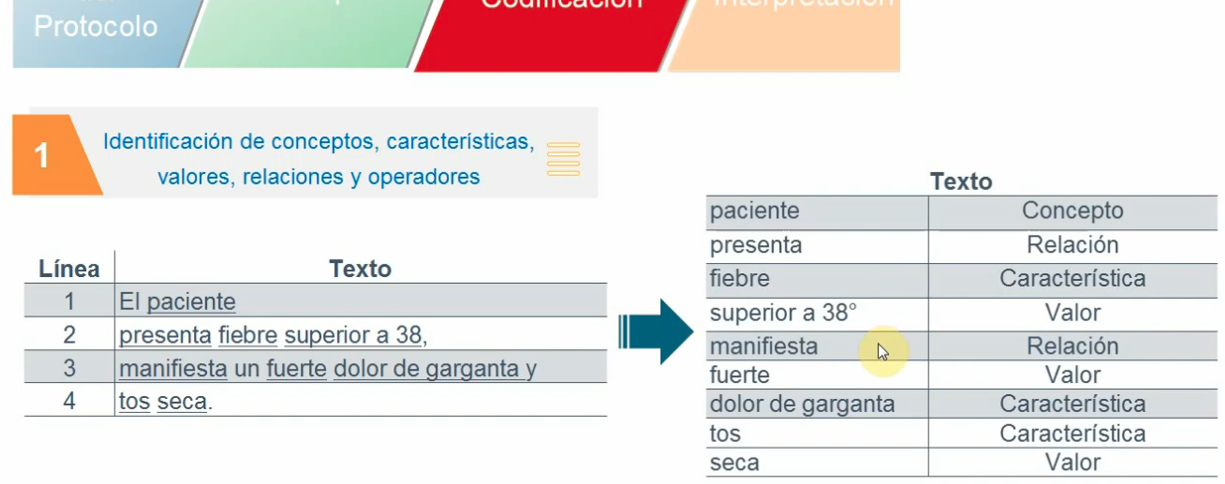 Protocolo
Codificación
Interpretación
1
Identificación de conceptos, características,
valores, relaciones y operadores
Línea Texto
1 El paciente
2 presenta fiebre superior a 38,
3 manifiesta un fuerte dolor de garganta y
4 tos seca.
Texto
paciente Concepto
presenta Relación
fiebre Característica
superior a 38° Valor
manifiesta Relación
fuerte Valor
dolor de garganta Característica
tos Característica
seca Valor